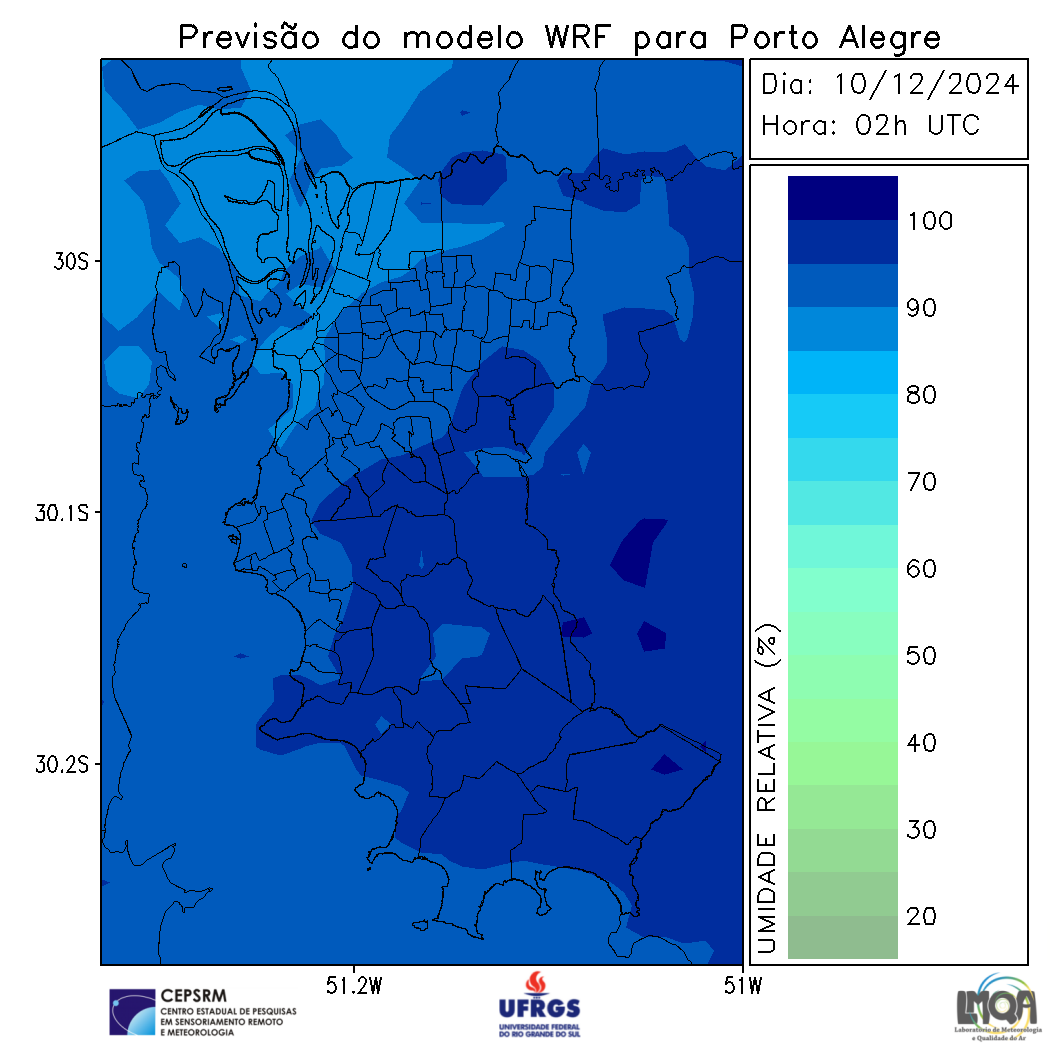 Previsão do modelo WRF para Porto Alegre
Dia: 10/12/2024
Hora: 02h UTC
30S
30.1S
30.2S
51.2W
51W
100
90
80
70
60
50
40
30
20
UMIDADE RELATIVA (%)
CEPSRM
CENTRO ESTADUAL DE PESQUISAS
EM SENSORIAMENTO REMOTO
E METEOROLOGIA
UFRGS
UNIVERSIDADE FEDERAL
DO RIO GRANDE DO SUL
LMQA
Laboratório de Meteorologia
e Qualidade do Ar